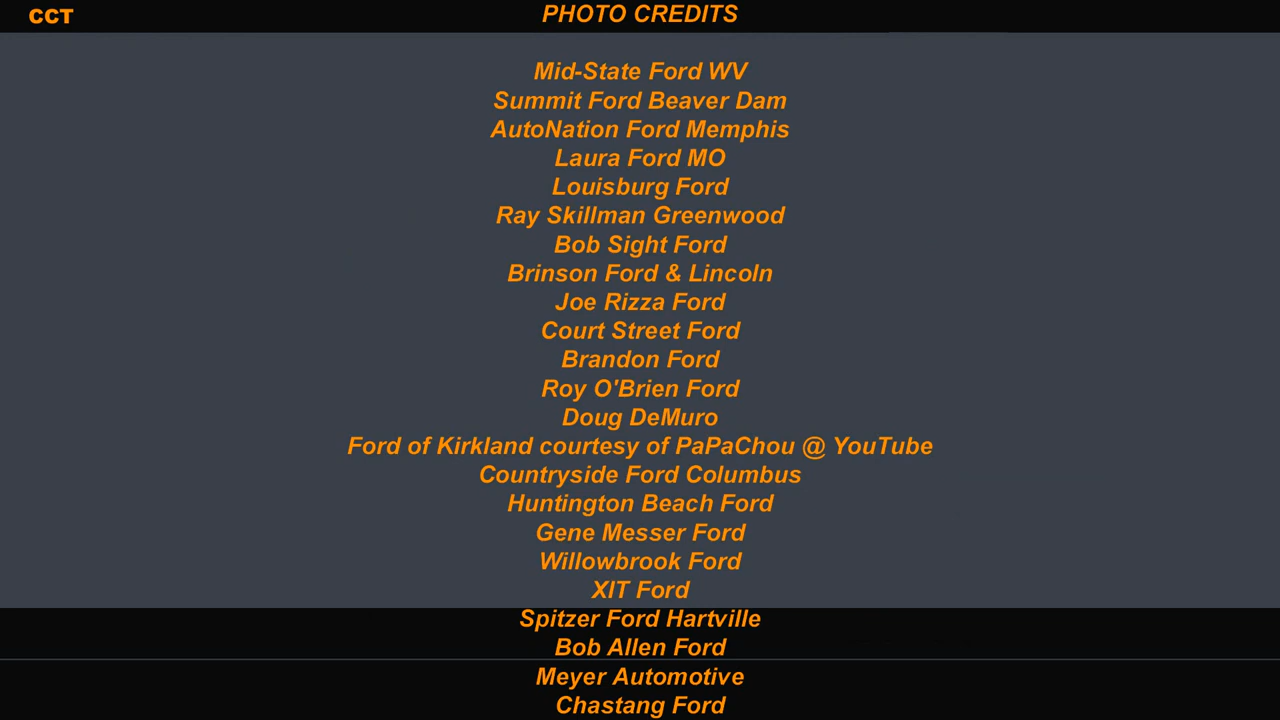 CCT
PHOTO CREDITS
Mid-State Ford WV
Summit Ford Beaver Dam
AutoNation Ford Memphis
Laura Ford MO
Louisburg Ford
Ray Skillman Greenwood
Bob Sight Ford
Brinson Ford & Lincoln
Joe Rizza Ford
Court Street Ford
Brandon Ford
Roy O'Brien Ford
Doug DeMuro
Ford of Kirkland courtesy of PaPaChou @ YouTube
Countryside Ford Columbus
Huntington Beach Ford
Gene Messer Ford
Willowbrook Ford
XIT Ford
Spitzer Ford Hartville
Bob Allen Ford
Meyer Automotive
Chastang Ford